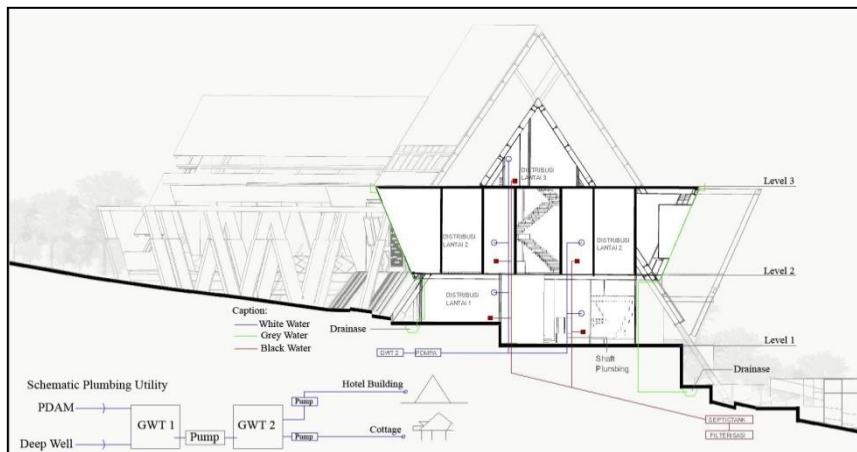 DISTRIBUSI
LANTAI 3
Level 3
DISTRIBUSI
LANTAI 2
DISTRIBUSI
LANTAI 2
Level 2
DISTRIBUSI
LANTAI 1
Caption:
White Water
Grey Water
Black Water
Drainase
Level 1
GWT 2
POMPA
Shaft
Plumbing
Drainase
Schematic Plumbing Utility
Hotel Building
PDAM
Pump
GWT 1
Pump
GWT 2
Pump
Cottage
Deep Well
SEPTICTANK
FILTERISASI